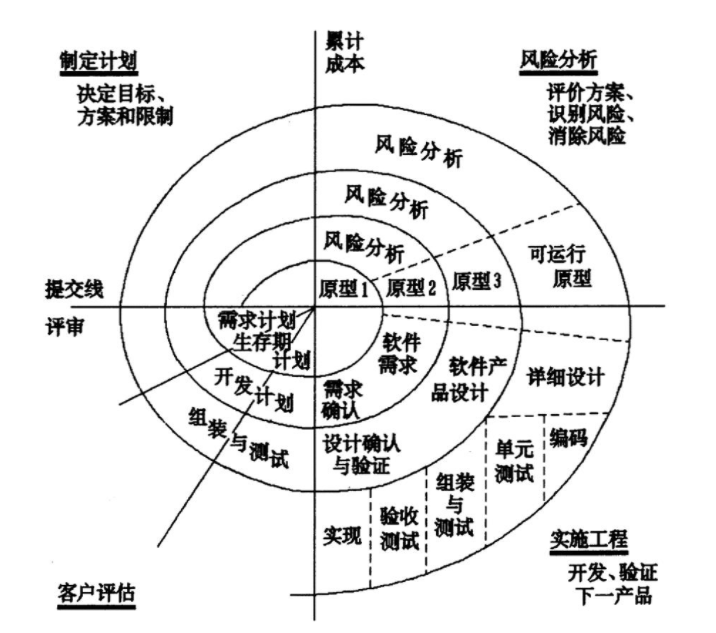 累计
成本
制定计划
决定目标、
方案和限制
风险分析
评价方案、
识别风险、
消除风险
风险分析
风险分析
风险分析
可运行
原型
原型1
原型2
原型3
提交线
评审
需求计划
生存期
计划
开发计划
组装与测试
软件
需求
需求
确认
软件产
品设计
详细设计
设计确认
与验证
实现
验收
测试
组装
与
测试
单元
测试
编码
实施工程
开发、验证
下一产品
客户评估